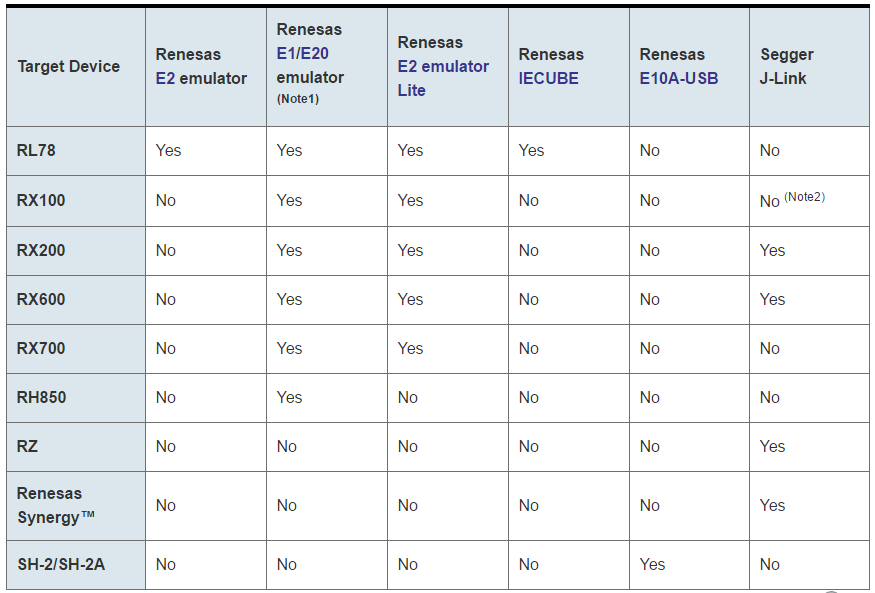 Target Device
Renesas
E2 emulator
Renesas
E1/E20
emulator
(Note1)
Renesas
E2 emulator
Lite
Renesas
IECUBE
Renesas
E10A-USB
Segger
J-Link
RL78 Yes Yes Yes Yes No No
RX100 No Yes Yes No No No (Note2)
RX200 No Yes Yes No No Yes
RX600 No Yes Yes No No Yes
RX700 No Yes Yes No No No
RH850 No Yes No No No No
RZ No No No No No Yes
Renesas
Synergy™ No No No No No Yes
SH-2/SH-2A No No No No Yes No